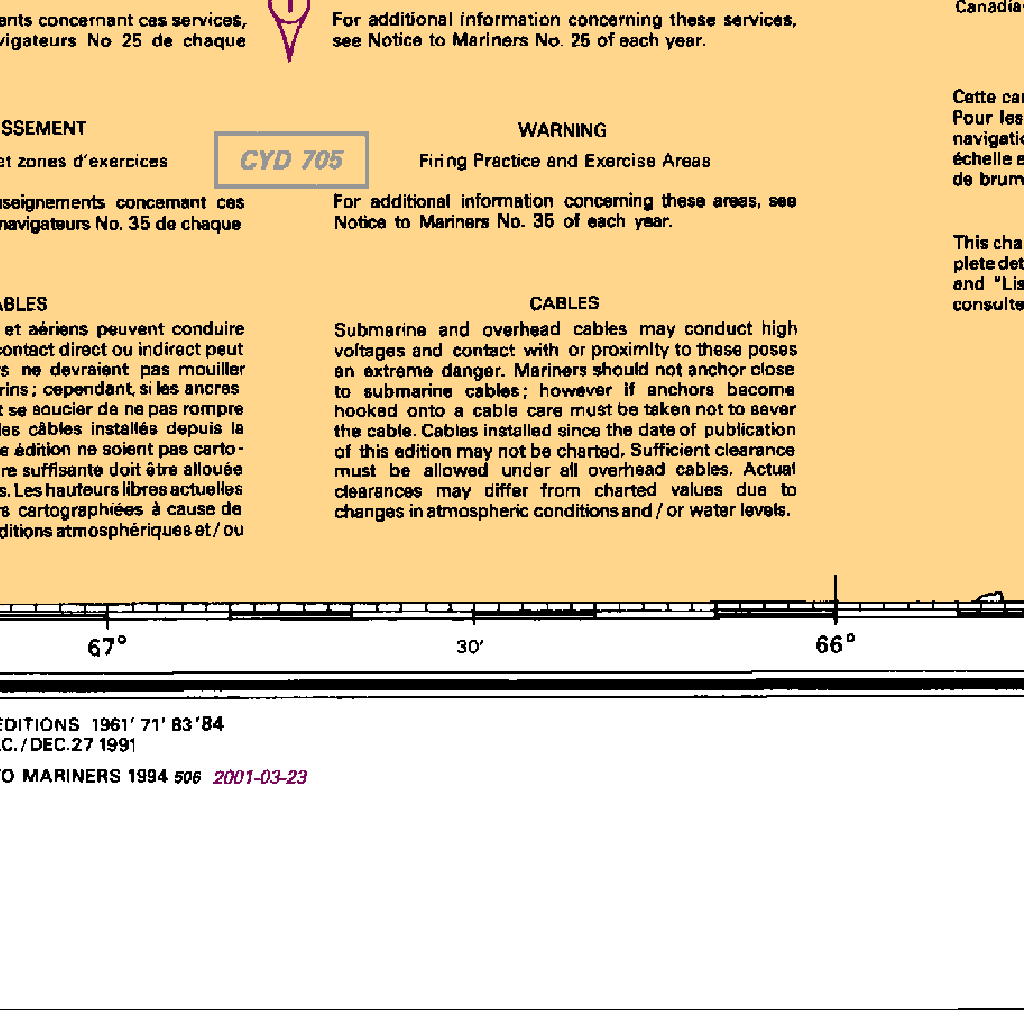 ents concernant ces services,
vigateurs No 25 de chaque
For additional information concerning these services,
see Notice to Mariners No. 25 of each year.
SSEMENT
et zones d'exercices
seignements concernant ces
navigateurs No. 35 de chaque
CYD 705
WARNING
Firing Practice and Exercise Areas
For additional information concerning these areas, see
Notice to Mariners No. 35 of each year.
ABLES
et aériens peuvent conduire
contact direct ou indirect peut
rs ne devraient pas mouiller
rins; cependant, si les ancres
t se soucier de ne pas rompre
les câbles installés depuis la
e édition ne soient pas carto-
re suffisante doit être allouée
s. Les hauteurs libres actuelles
s cartographiées à cause de
ditions atmosphériques et/ou
CABLES
Submarine and overhead cables may conduct high
voltages and contact with or proximity to these poses
an extreme danger. Mariners should not anchor close
to submarine cables; however if anchors become
hooked onto a cable care must be taken not to sever
the cable. Cables installed since the date of publication
of this edition may not be charted. Sufficient clearance
must be allowed under all overhead cables. Actual
clearances may differ from charted values due to
changes in atmospheric conditions and/or water levels.
Canadia
Cette car
Pour les
navigatio
échelle e
de brum
This cha
plete det
and "Lis
consulte
67° 30' 66°
EDITIONS 1961' 71' 83'84
C./DEC.27 1991
TO MARINERS 1994 506 2001-03-23